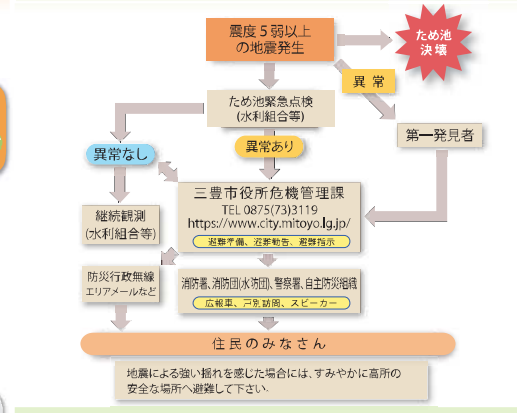 震度5弱以上
の地震発生
ため池
決壊
異常
ため池緊急点検
(水利組合等)
第一発見者
異常なし
異常あり
継続観測
(水利組合等)
三豊市役所危機管理課
TEL 0875(73)3119
https://www.city.mitoyo.lg.jp/
避難準備、避難勧告、避難指示
防災行政無線
エリアメールなど
消防署、消防団(水防団)、警察署、自主防災組織
広報車、戸別訪問、スピーカー
住民のみなさん
地震による強い揺れを感じた場合には、すみやかに高所の
安全な場所へ避難して下さい.